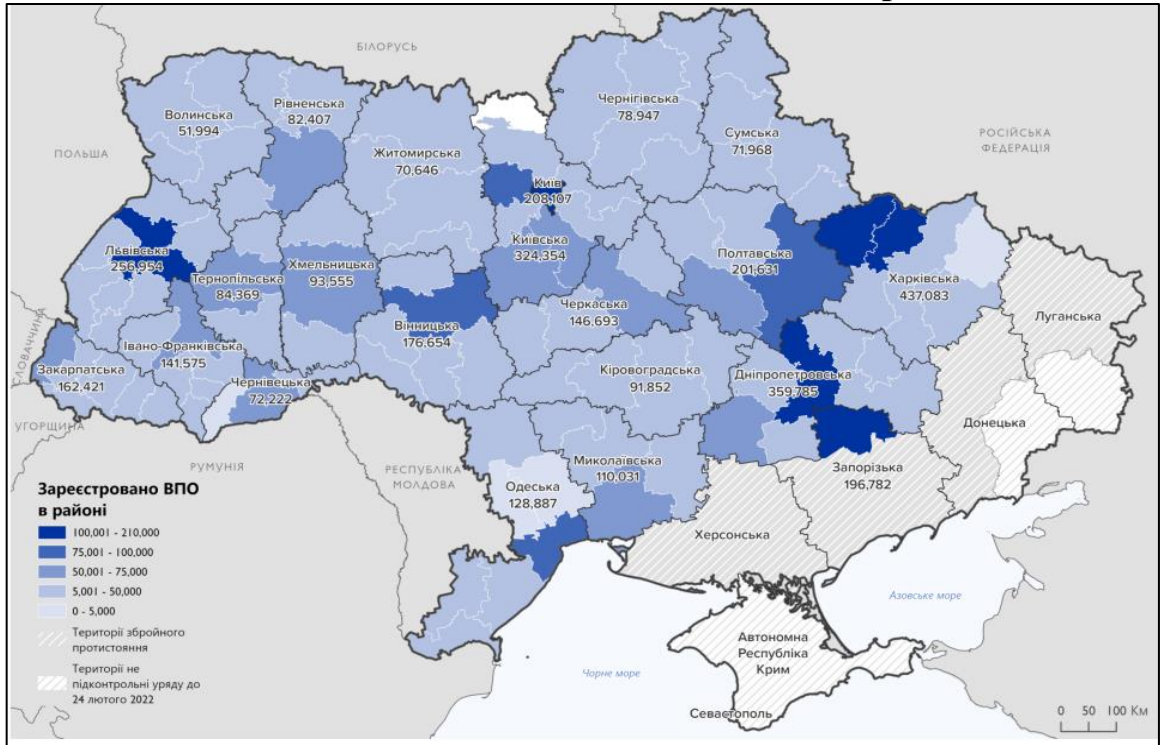 БІЛОРУСЬ
ПОЛЬША
РОСІЙСЬКА
ФЕДЕРАЦІЯ
СЛОВАЧЧИНА
УГОРЩИНА
РУМУНІЯ
РЕСПУБЛІКА
МОЛДОВА
Волинська
51,994
Рівненська
82,407
Житомирська
70,646
Чернігівська
78,947
Сумська
71,968
Київ
208,107
Київська
324,354
Львівська
256,954
Тернопільська
84,369
Хмельницька
93,555
Вінницька
176,654
Черкаська
146,693
Полтавська
201,631
Харківська
437,083
Луганська
Закарпатська
162,421
Івано-Франківська
141,575
Чернівецька
72,222
Кіровоградська
91,852
Дніпропетровська
359,785
Донецька
Запорізька
196,782
Миколаївська
110,031
Одеська
128,887
Херсонська
Автономна
Республіка
Крим
Севастополь
Чорне море
Азовське море
Зареєстровано ВПО
в районі
100,001 - 210,000
75,001 - 100,000
50,001 - 75,000
5,001 - 50,000
0 - 5,000
Території збройного
протистояння
Території не
підконтрольні уряду до
24 лютого 2022
0 50 100 Км